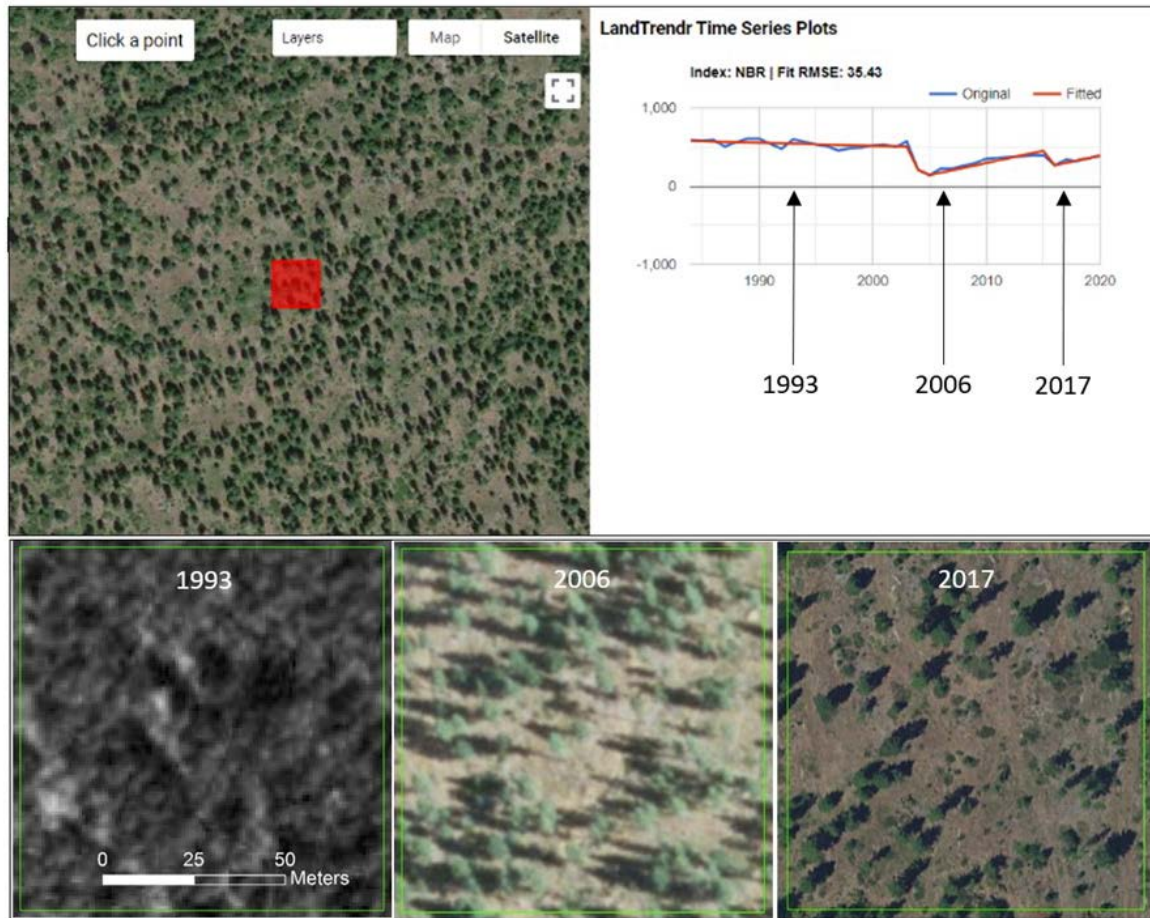 Click a point
Layers
Map
Satellite
LandTrendr Time Series Plots
Index: NBR | Fit RMSE: 35.43
Original
Fitted
1,000
0
-1,000
1990
2000
2010
2020
1993
2006
2017
1993
2006
2017
0
25
50
Meters